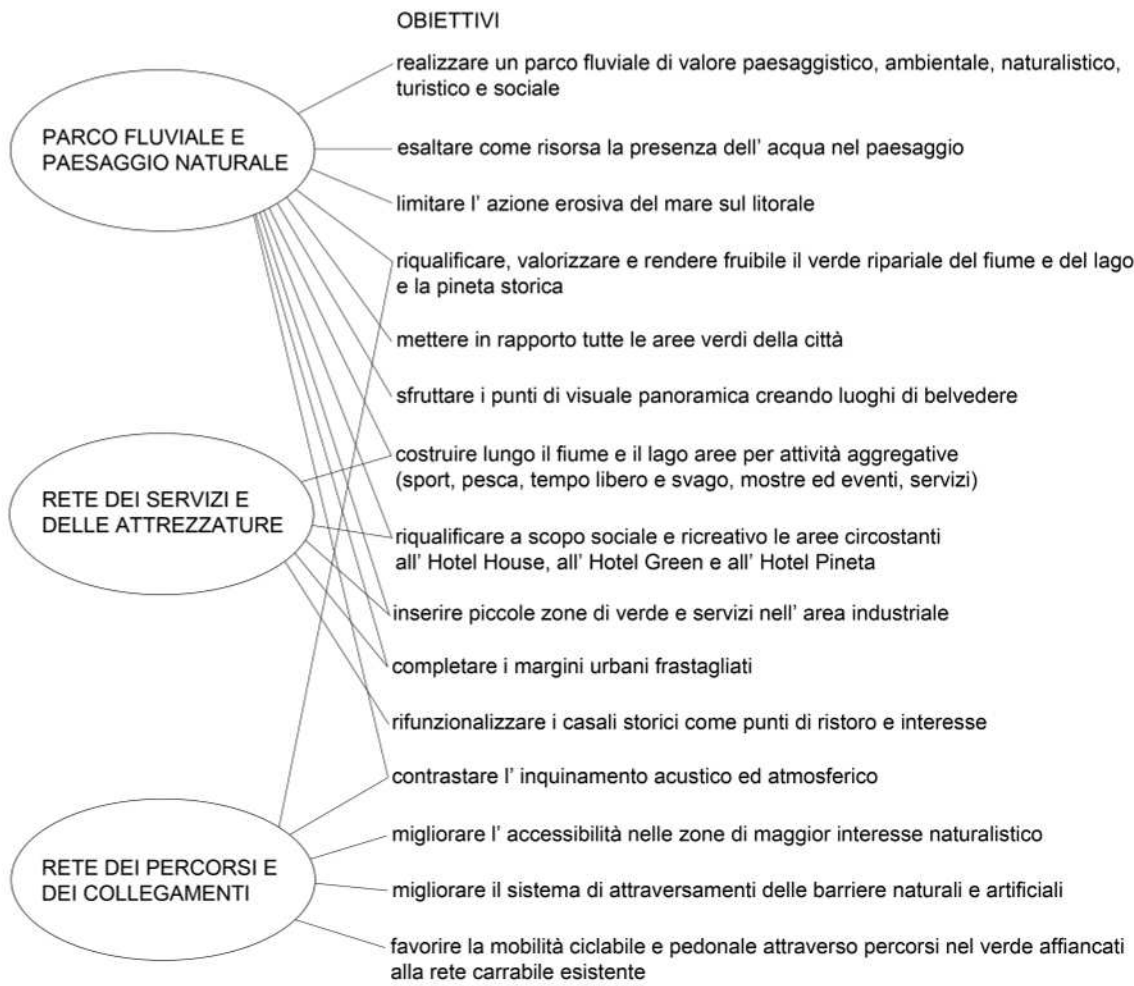 OBIETTIVI
realizzare un parco fluviale di valore paesaggistico, ambientale, naturalistico,
turistico e sociale
PARCO FLUVIALE E
PAESAGGIO NATURALE
esaltare come risorsa la presenza dell' acqua nel paesaggio
limitare l' azione erosiva del mare sul litorale
riqualificare, valorizzare e rendere fruibile il verde ripariale del fiume e del lago
e la pineta storica
mettere in rapporto tutte le aree verdi della città
sfruttare i punti di visuale panoramica creando luoghi di belvedere
costruire lungo il fiume e il lago aree per attività aggregative
(sport, pesca, tempo libero e svago, mostre ed eventi, servizi)
RETE DEI SERVIZI E
DELLE ATTREZZATURE
riqualificare a scopo sociale e ricreativo le aree circostanti
all' Hotel House, all' Hotel Green e all' Hotel Pineta
inserire piccole zone di verde e servizi nell' area industriale
completare i margini urbani frastagliati
rifunzionalizzare i casali storici come punti di ristoro e interesse
contrastare l' inquinamento acustico ed atmosferico
migliorare l' accessibilità nelle zone di maggior interesse naturalistico
RETE DEI PERCORSI E
DEI COLLEGAMENTI
migliorare il sistema di attraversamenti delle barriere naturali e artificiali
favorire la mobilità ciclabile e pedonale attraverso percorsi nel verde affiancati
alla rete carrabile esistente